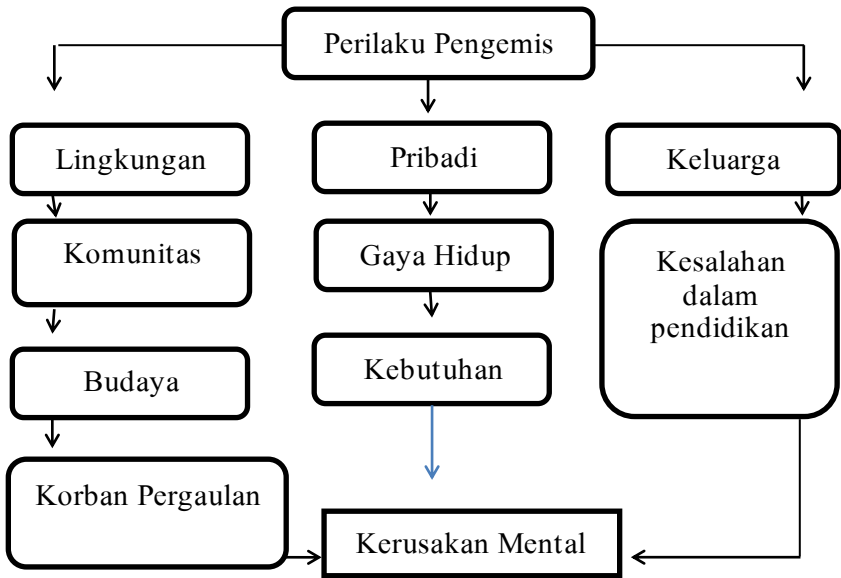 Perilaku Pengemis
Lingkungan
Pribadi
Keluarga
Komunitas
Gaya Hidup
Kesalahan
dalam
pendidikan
Budaya
Kebutuhan
Korban Pergaulan
Kerusakan Mental